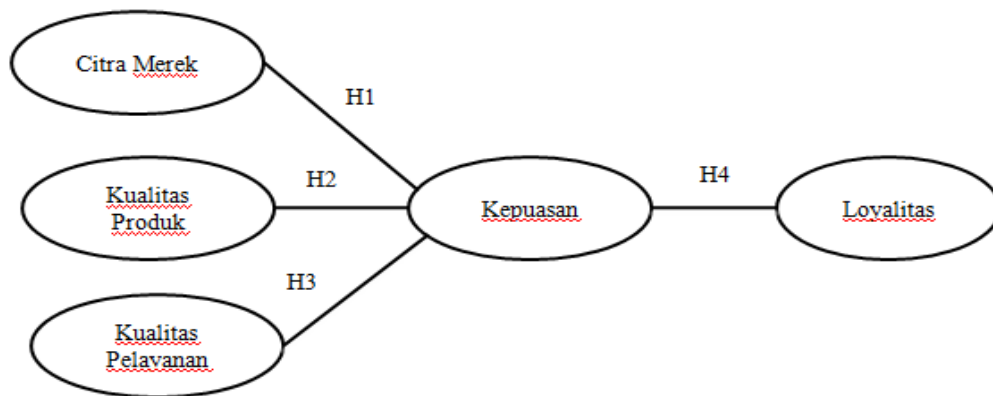 Citra Merek
H1
Kualitas
Produk
H2
Kepuasan
H4
Loyalitas
H3
Kualitas
Pelayanan